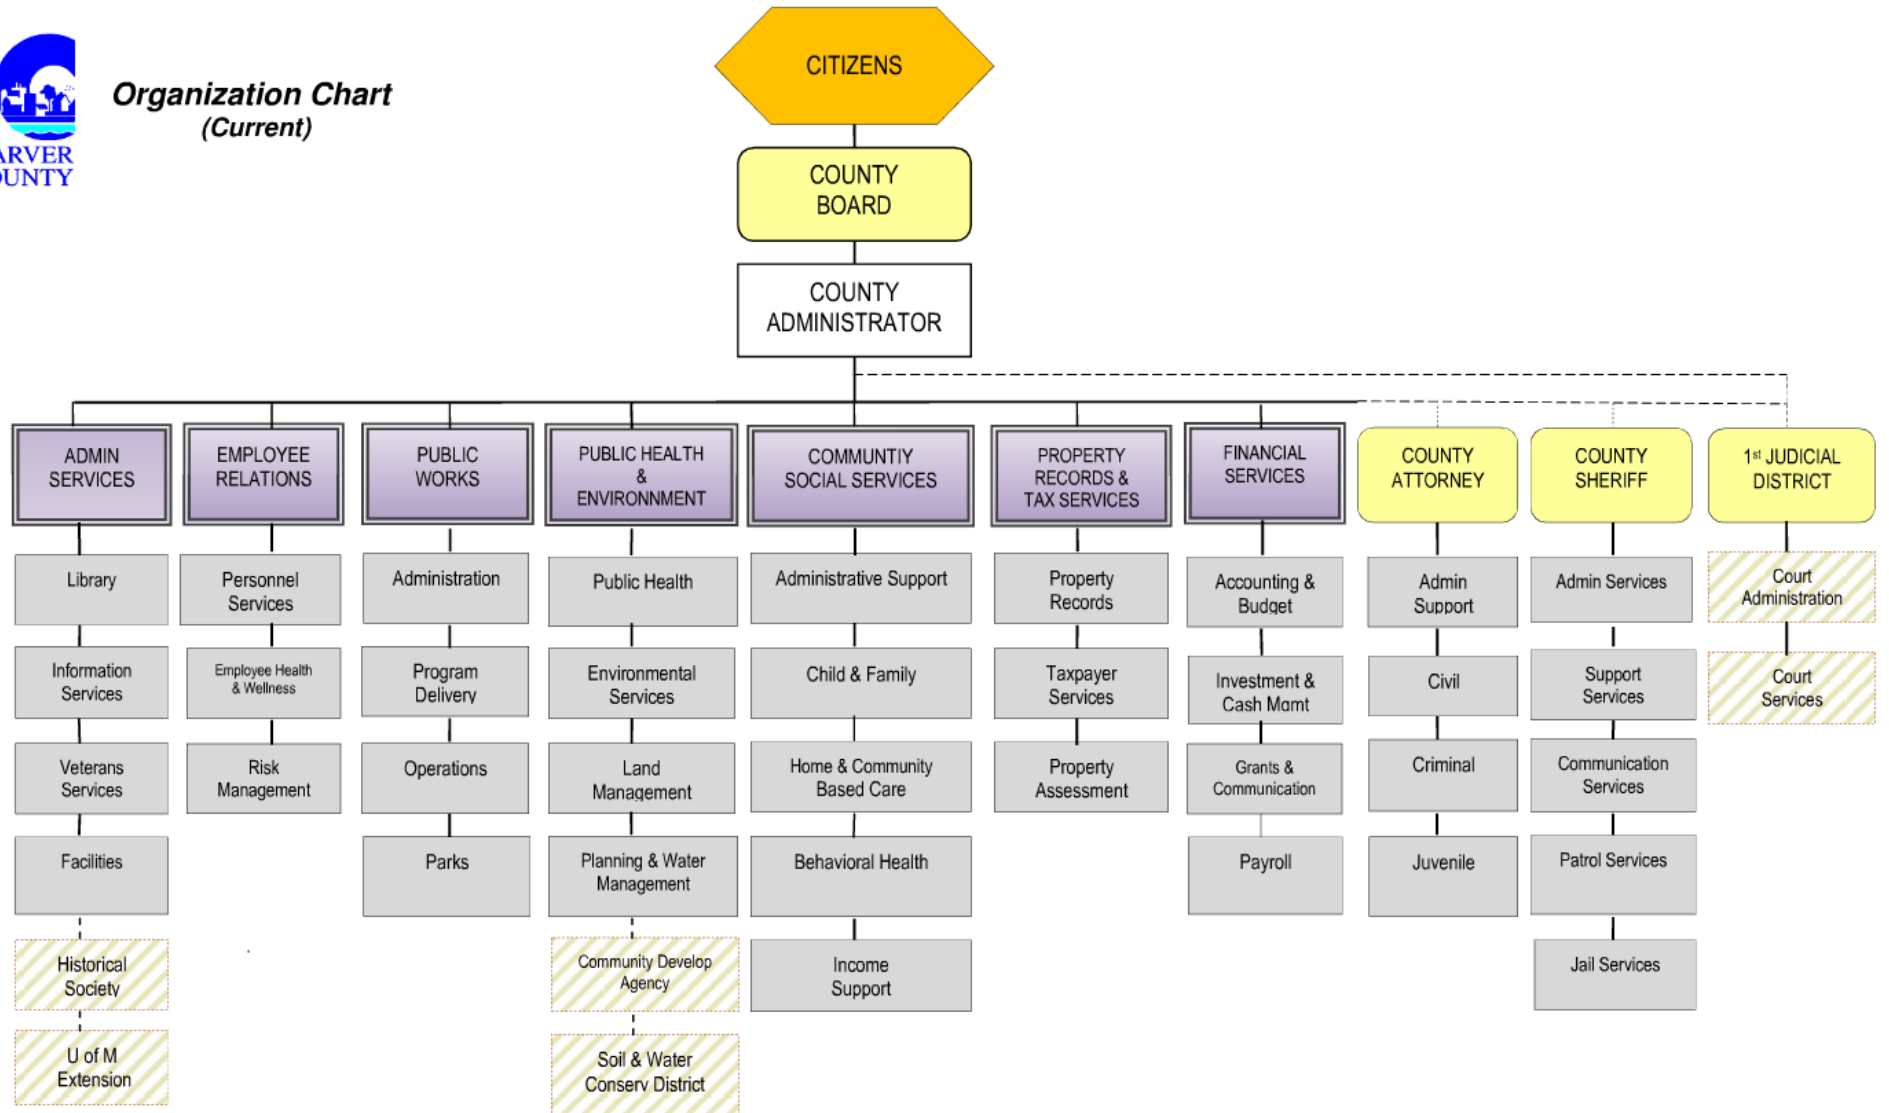 Organization Chart
(Current)
ARVER
OUNTY
CITIZENS
COUNTY
BOARD
COUNTY
ADMINISTRATOR
ADMIN
SERVICES
Library
Information
Services
Veterans
Services
Facilities
Historical
Society
U of M
Extension
EMPLOYEE
RELATIONS
Personnel
Services
Employee Health
& Wellness
Risk
Management
PUBLIC
WORKS
Administration
Program
Delivery
Operations
Parks
PUBLIC HEALTH
&
ENVIRONNMENT
Public Health
Environmental
Services
Land
Management
Planning & Water
Management
Community Develop
Agency
Soil & Water
Conserv District
COMMUNTIY
SOCIAL SERVICES
Administrative Support
Child & Family
Home & Community
Based Care
Behavioral Health
Income
Support
PROPERTY
RECORDS &
TAX SERVICES
Property
Records
Taxpayer
Services
Property
Assessment
FINANCIAL
SERVICES
Accounting &
Budget
Investment &
Cash Mgmt
Grants &
Communication
Payroll
COUNTY
ATTORNEY
Admin
Support
Civil
Criminal
Juvenile
COUNTY
SHERIFF
Admin Services
Support
Services
Communication
Services
Patrol Services
Jail Services
1st JUDICIAL
DISTRICT
Court
Administration
Court
Services